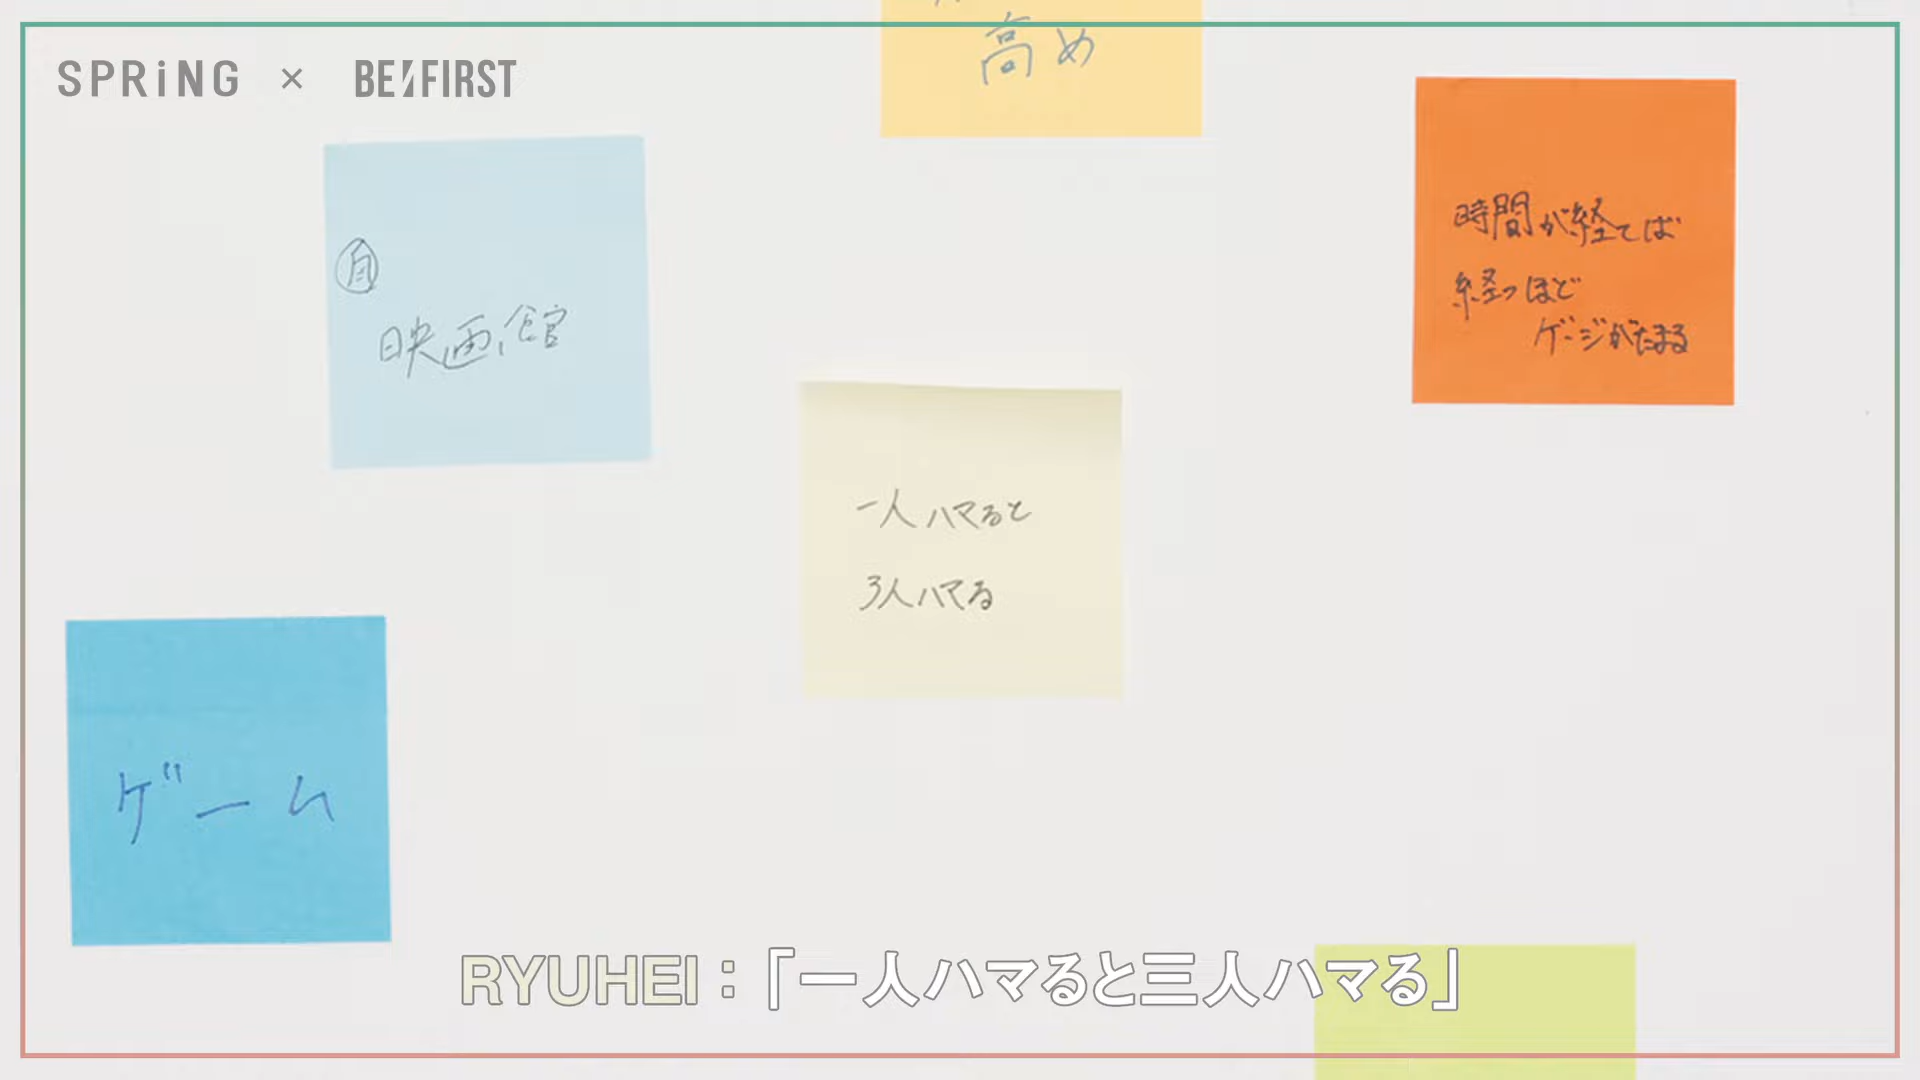 SPRiNG × BE:FIRST
高め
自
映画館
時間が経てば
経つほど
ゲージがたまる
一人ハマると
3人ハマる
ゲーム
RYUHEI：「一人ハマると三人ハマる」